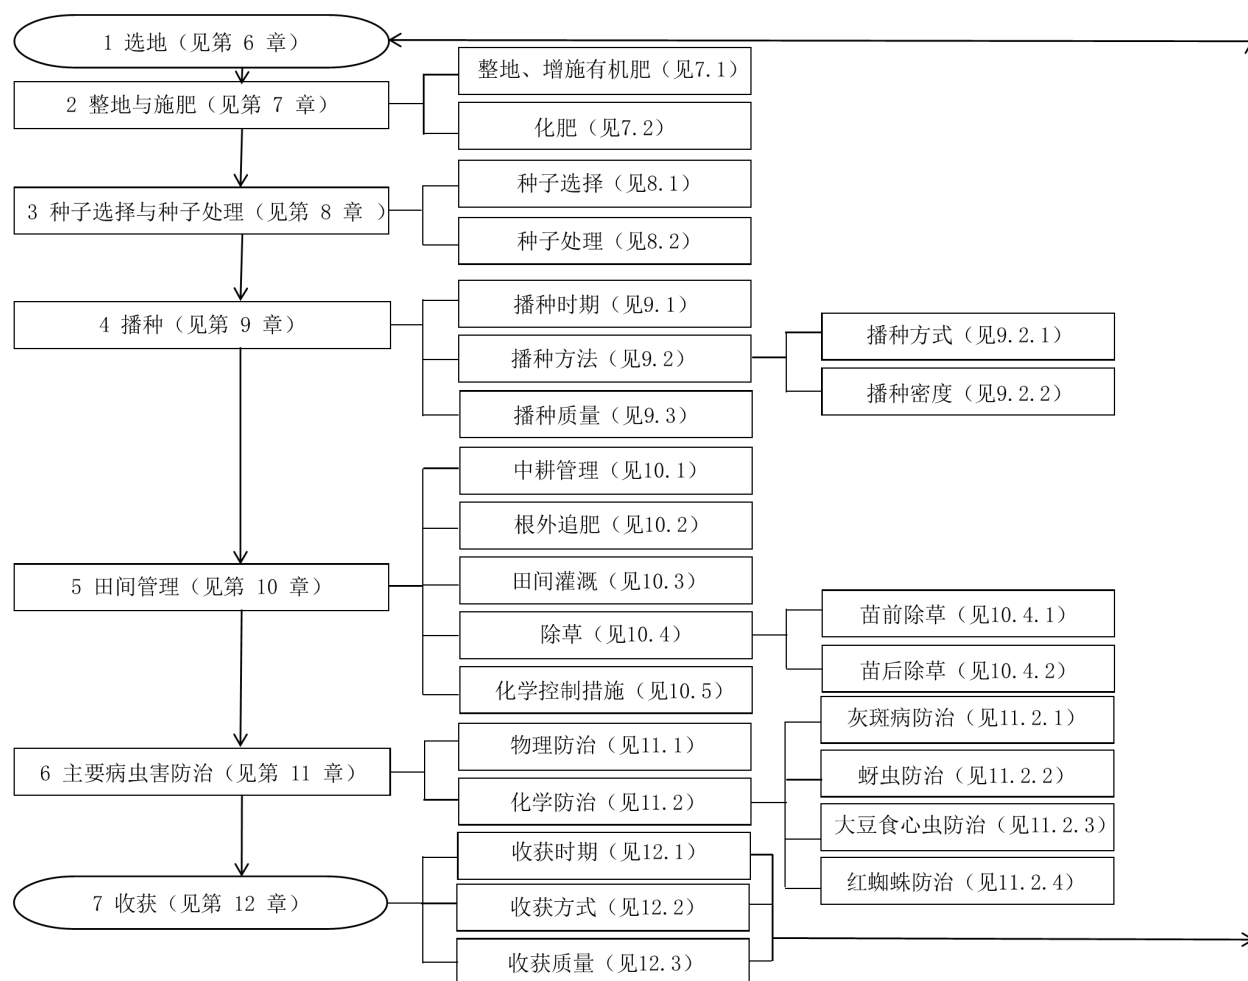 1 选地（见第 6 章）
2 整地与施肥（见第 7 章）
整地、增施有机肥（见7.1）
化肥（见7.2）
3 种子选择与种子处理（见第 8 章 ）
种子选择（见8.1）
种子处理（见8.2）
4 播种（见第 9 章）
播种时期（见9.1）
播种方法（见9.2）
播种方式（见9.2.1）
播种密度（见9.2.2）
播种质量（见9.3）
5 田间管理（见第 10 章）
中耕管理（见10.1）
根外追肥（见10.2）
田间灌溉（见10.3）
除草（见10.4）
苗前除草（见10.4.1）
苗后除草（见10.4.2）
化学控制措施（见10.5）
6 主要病虫害防治（见第 11 章）
物理防治（见11.1）
化学防治（见11.2）
灰斑病防治（见11.2.1）
蚜虫防治（见11.2.2）
大豆食心虫防治（见11.2.3）
红蜘蛛防治（见11.2.4）
7 收获（见第 12 章）
收获时期（见12.1）
收获方式（见12.2）
收获质量（见12.3）